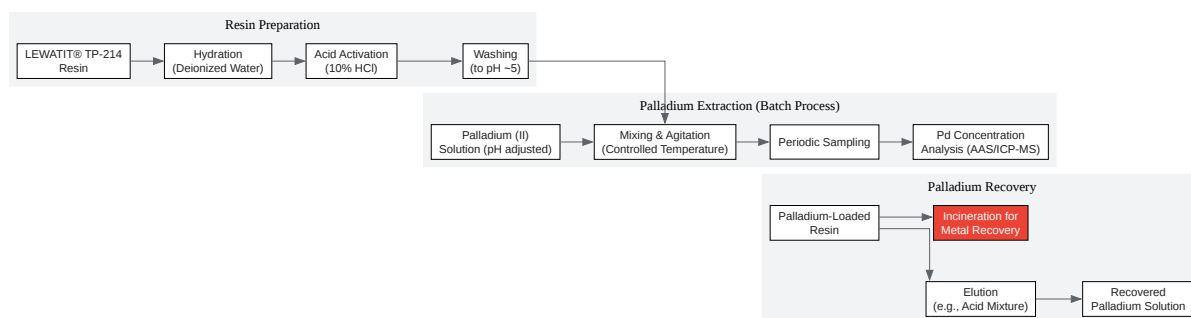 Resin Preparation
LEWATIT® TP-214
Resin
Hydration
(Deionized Water)
Acid Activation
(10% HCl)
Washing
(to pH ~5)
Palladium Extraction (Batch Process)
Palladium (II)
Solution (pH adjusted)
Mixing & Agitation
(Controlled Temperature)
Periodic Sampling
Pd Concentration
Analysis (AAS/ICP-MS)
Palladium Recovery
Palladium-Loaded
Resin
Incineration for
Metal Recovery
Elution
(e.g., Acid Mixture)
Recovered
Palladium Solution